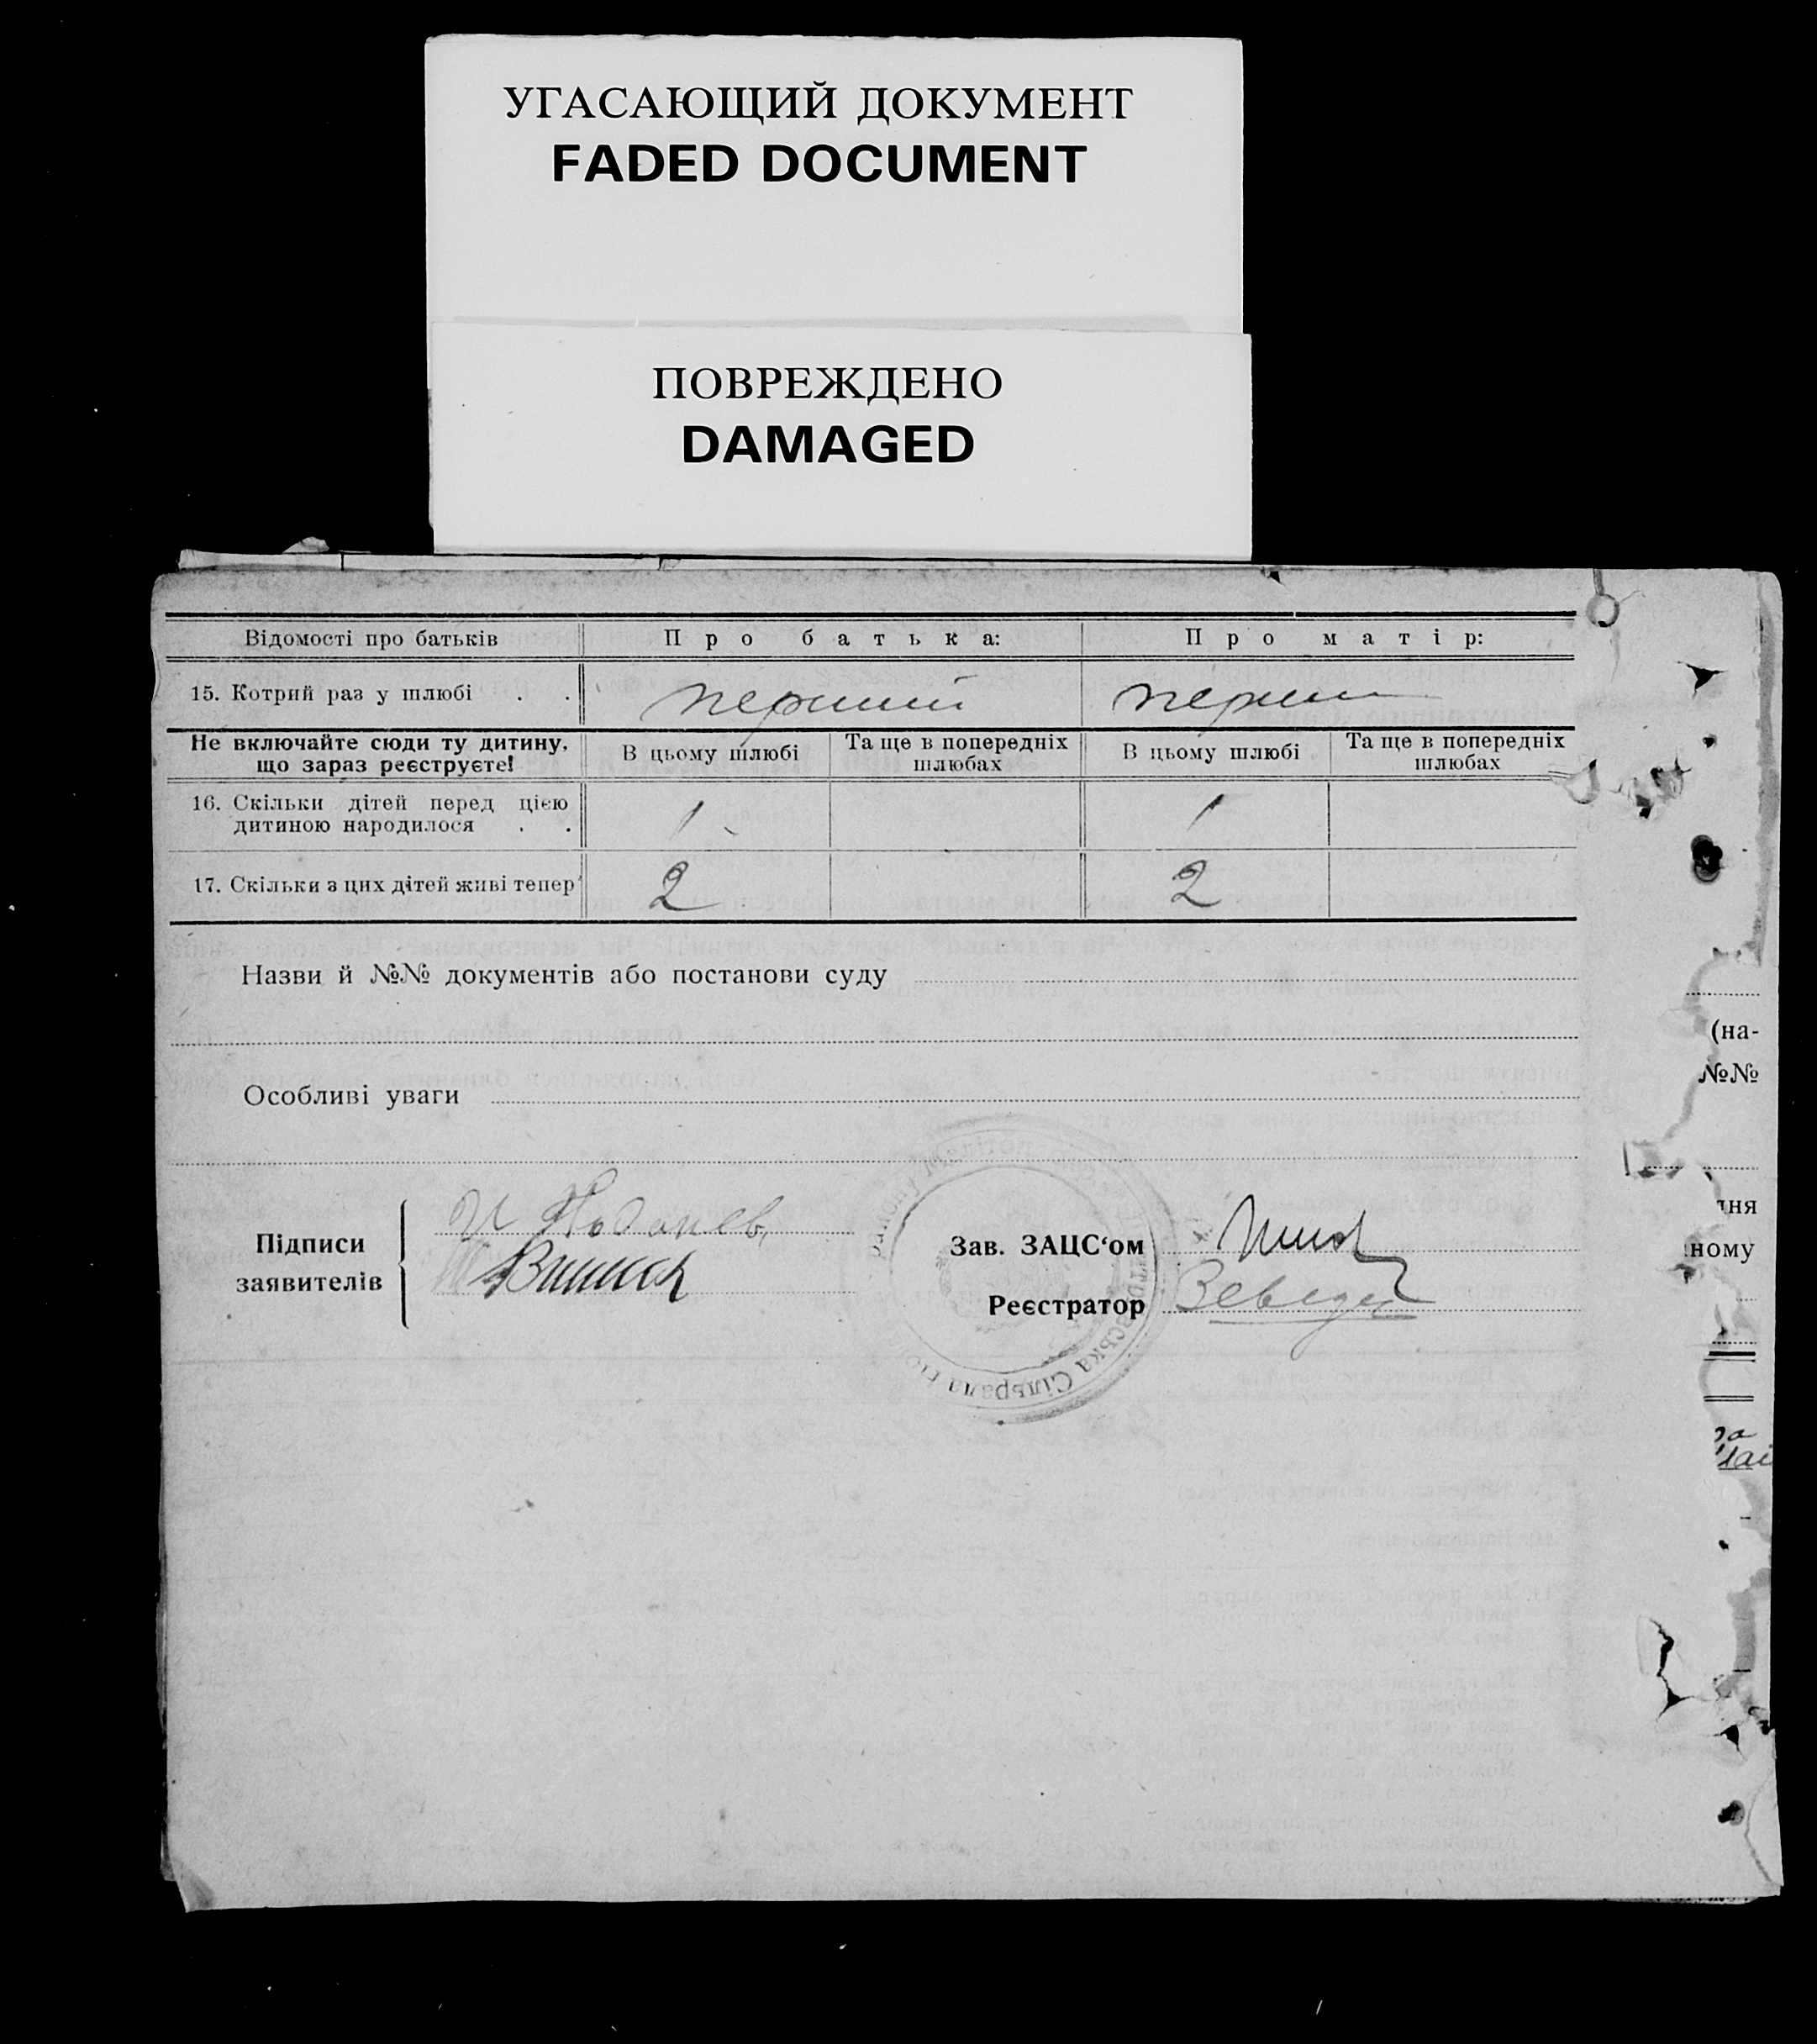 УГАСАЮЩИЙ ДОКУМЕНТ
FADED DOCUMENT
ПОВРЕЖДЕНО
DAMAGED
Відомості про батьків Про батька: Про матір:
15. Котрий раз у шлюбі . . перший
Не включайте сюди ту дитину, що зараз реєструєте!
В цьому шлюбі Та ще в попередніх шлюбах В цьому шлюбі Та ще в попередніх шлюбах
16. Скільки дітей перед цією
дитиною народилося . . 1 1
17. Скільки з цих дітей живі тепер 2 2
Назви й №№ документів або постанови суду
(на-
Особливі уваги
№№
Підписи
заявителів
Зав. ЗАЦС‘ом
Реєстратор
Сільрада